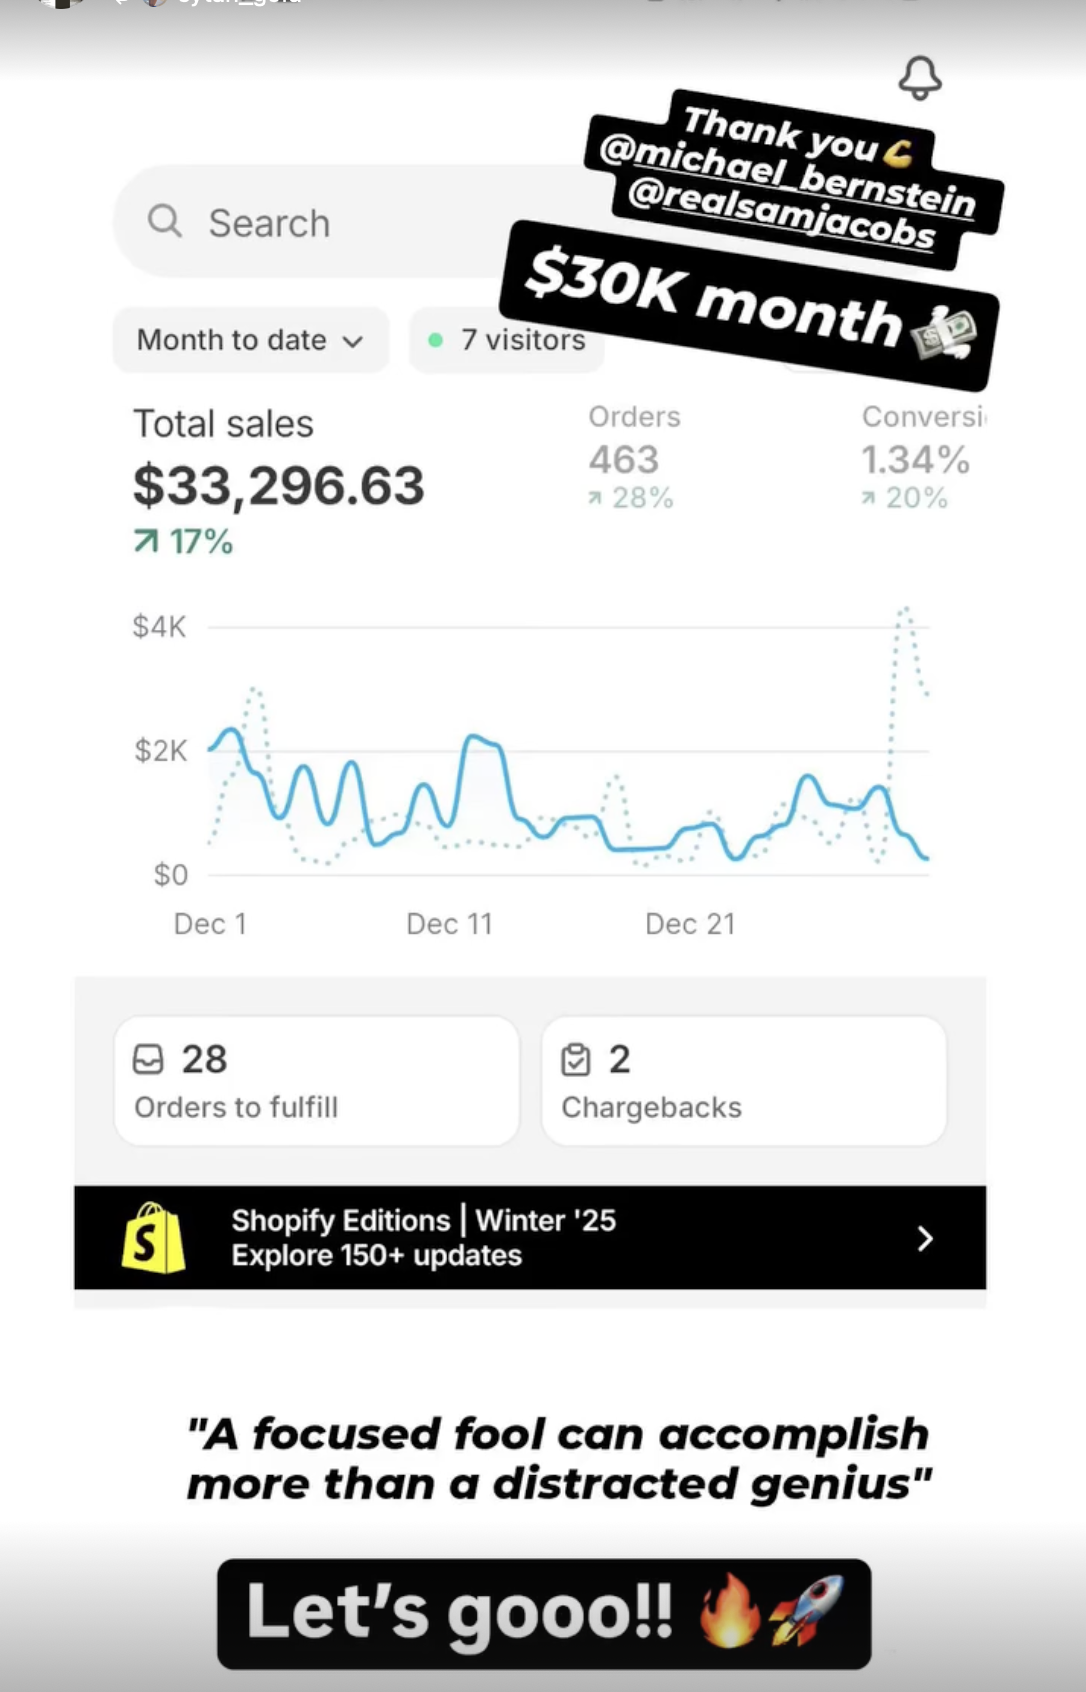 Thank you💪
@michael_bernstein
@realsamjacobs
Search
$30K month💸
Month to date
7 visitors
Total sales
$33,296.63
17%
Orders
463
28%
Conversi
1.34%
20%
$4K
$2K
$0
Dec 1
Dec 11
Dec 21
28
Orders to fulfill
2
Chargebacks
Shopify Editions | Winter '25
Explore 150+ updates
"A focused fool can accomplish
more than a distracted genius"
Let's gooo!! 🔥🚀